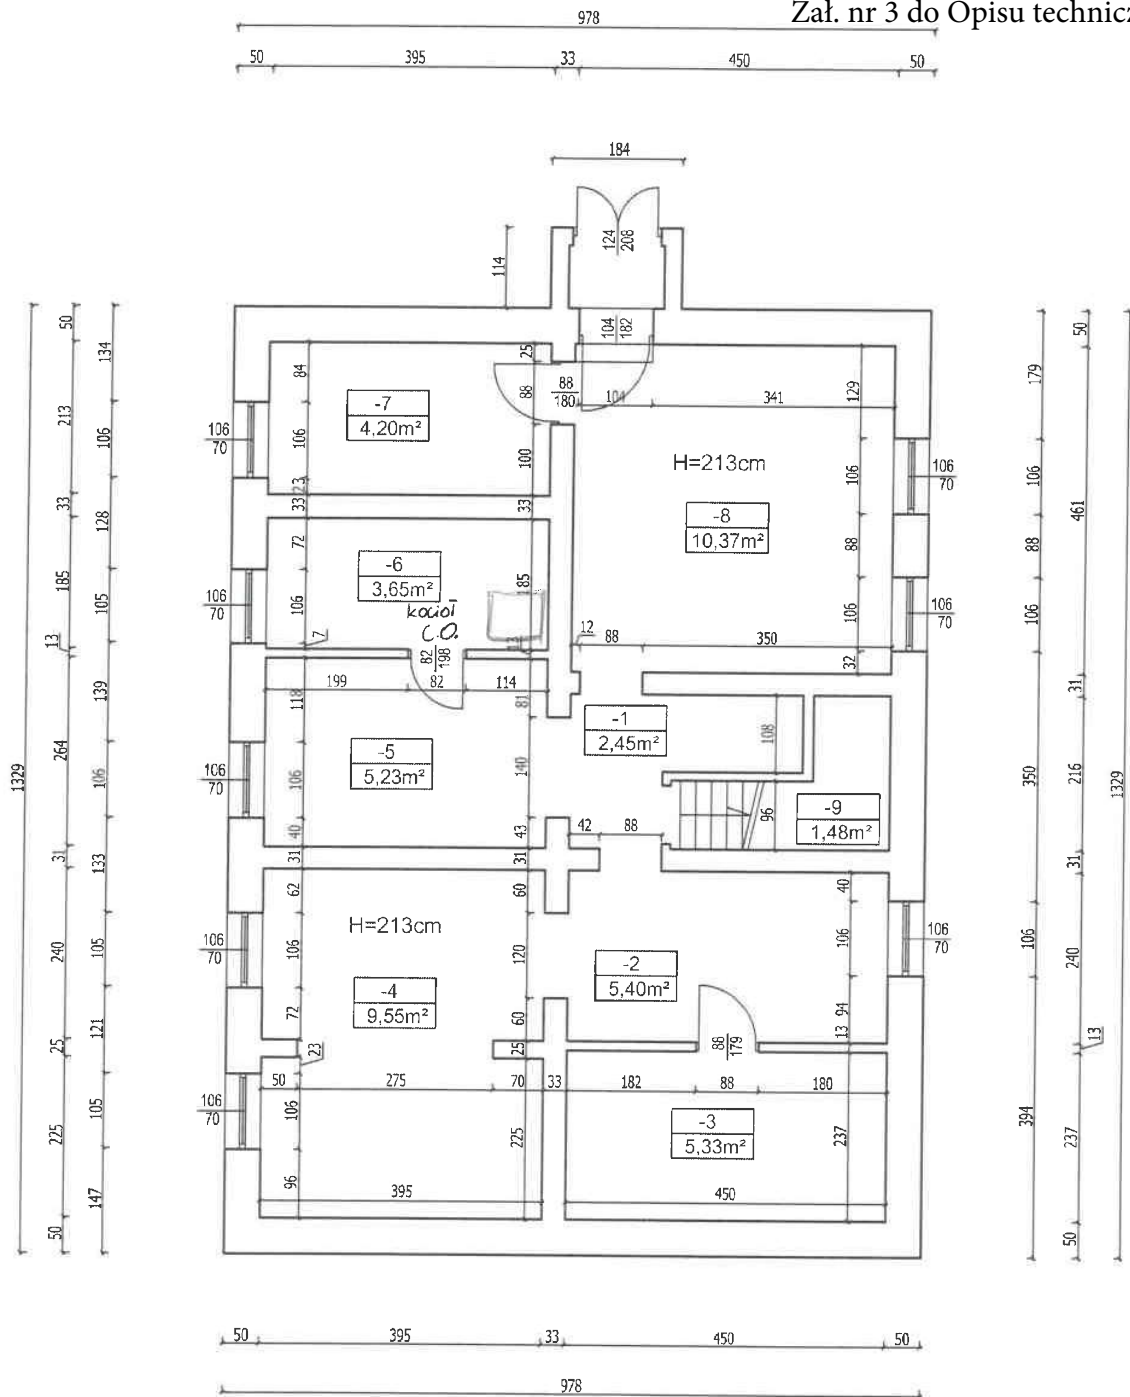 Zał. nr 3 do Opisu technicz
978
50 395 33 450 50
184
124
208
114
104
182
88
180
104 341
25 88 100 33
84 106 23 33
-7
4,20m²
H=213cm
-8
10,37m²
129 106 88 106 32
-6
3,65m²
kocioł
C.O.
72 106 7
185 13
82
198
12 88 350
199 82 114
118 106 40 31
81 140 43 31
-5
5,23m²
-1
2,45m²
108
96
-9
1,48m²
42 88
62 106 72
60 120 60 25
H=213cm
-4
9,55m²
-2
5,40m²
40 106 94 13
88
179
23
50 275 70 33 182 88 180
106 96
225
-3
5,33m²
237
395 450
106
70
106
70
106
70
106
70
106
70
106
70
106
70
106
70
1329
50 213 33 185 13 264 31 240 25 225 50
134 106 128 105 139 106 133 105 121 105 147
179 106 88 106 350 106 394
50 461 31 216 31 240 13 237 50
1329
50 395 33 450 50
978